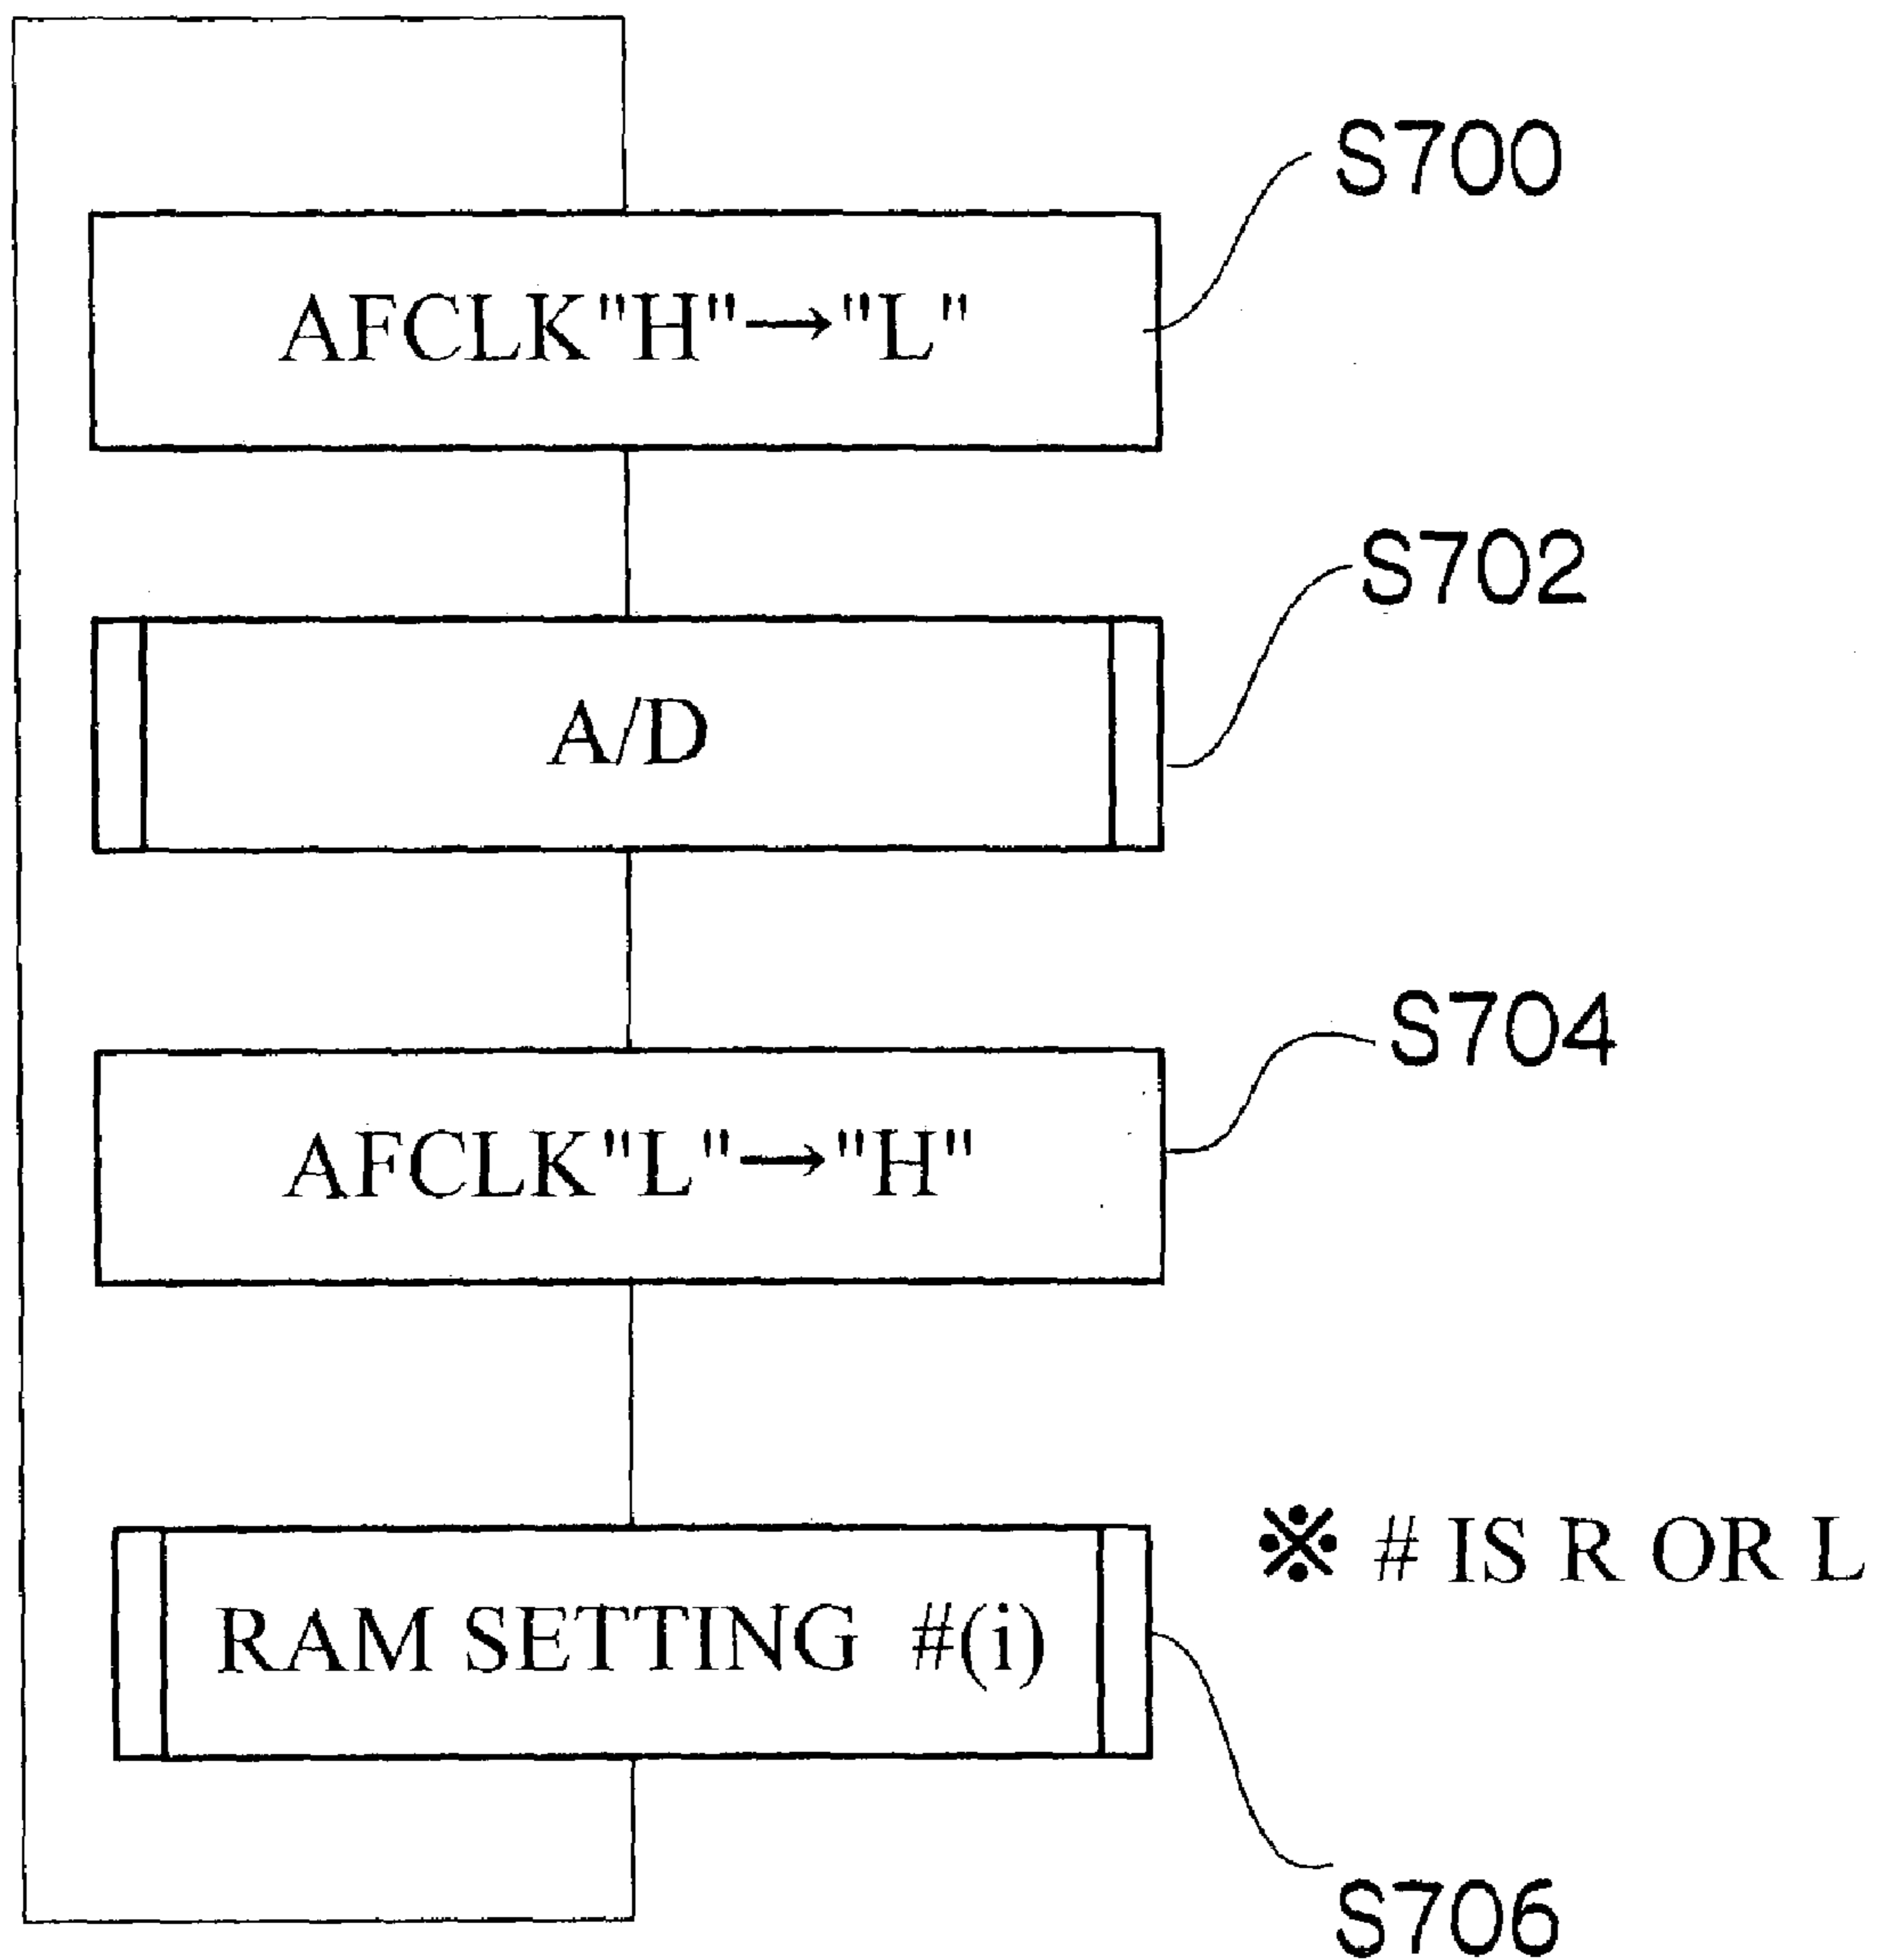 S700
AFCLK"H"→"L"
S702
A/D
S704
AFCLK"L"→"H"
※ # IS R OR L
RAM SETTING #(i)
S706